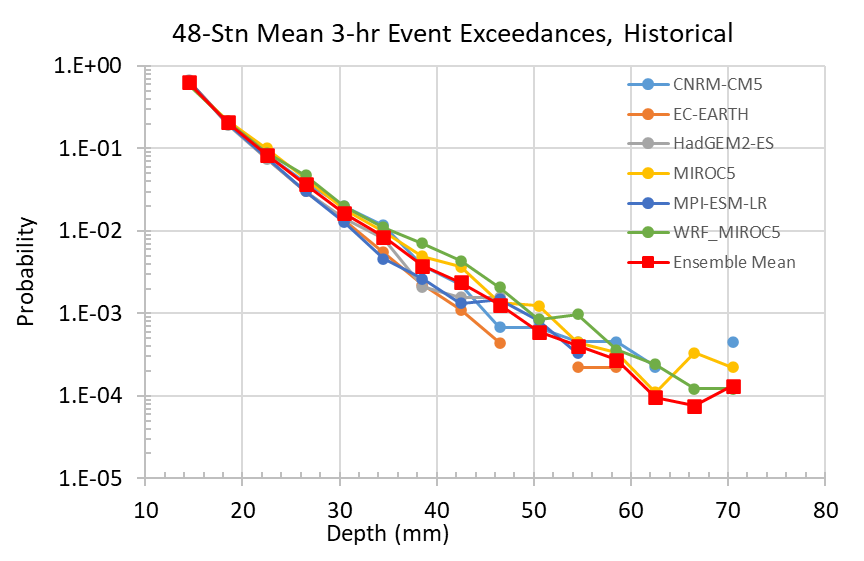 48-Stn Mean 3-hr Event Exceedances, Historical
1.E+00
1.E-01
1.E-02
1.E-03
1.E-04
1.E-05
Probability
CNRM-CM5
EC-EARTH
HadGEM2-ES
MIROC5
MPI-ESM-LR
WRF_MIROC5
Ensemble Mean
10 20 30 40 50 60 70 80
Depth (mm)